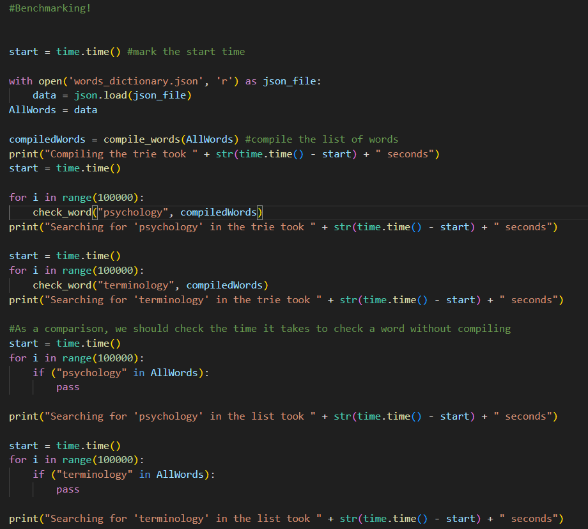 #Benchmarking!
start = time.time() #mark the start time
with open('words_dictionary.json', 'r') as json_file:
    data = json.load(json_file)
AllWords = data
compiledWords = compile_words(AllWords) #compile the list of words
print("Compiling the trie took " + str(time.time() - start) + " seconds")
start = time.time()
for i in range(100000):
    check_word("psychology", compiledWords)
print("Searching for 'psychology' in the trie took " + str(time.time() - start) + " seconds")
start = time.time()
for i in range(100000):
    check_word("terminology", compiledWords)
print("Searching for 'terminology' in the trie took " + str(time.time() - start) + " seconds")
#As a comparison, we should check the time it takes to check a word without compiling
start = time.time()
for i in range(100000):
    if ("psychology" in AllWords):
        pass
print("Searching for 'psychology' in the list took " + str(time.time() - start) + " seconds")
start = time.time()
for i in range(100000):
    if ("terminology" in AllWords):
        pass
print("Searching for 'terminology' in the list took " + str(time.time() - start) + " seconds")